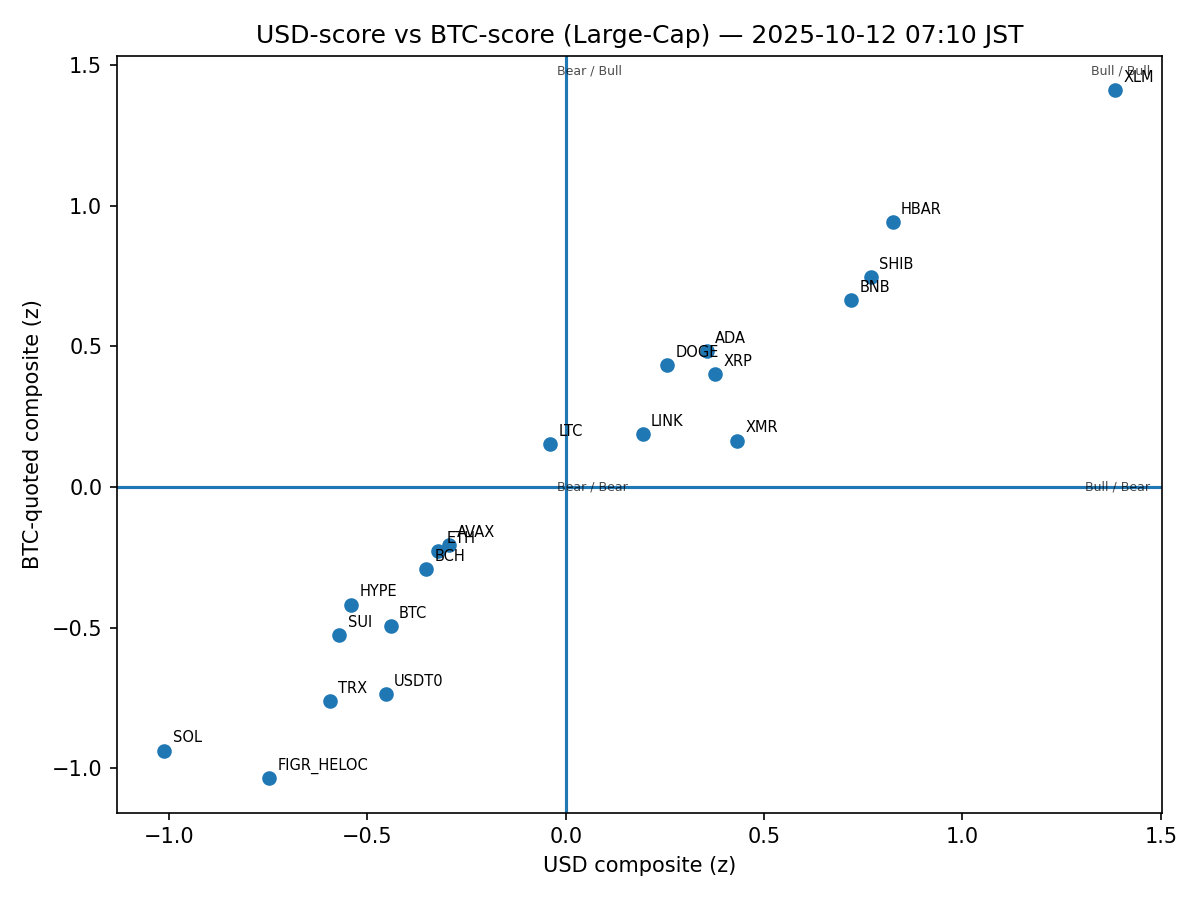 USD-score vs BTC-score (Large-Cap) — 2025-10-12 07:10 JST
1.5
Bear / Bull
Bull / Bull
XLM
1.0
HBAR
SHIB
BNB
0.5
ADA
DOGE
XRP
LINK
XMR
LTC
0.0
Bear / Bear
Bull / Bear
AVAX
ETH
BCH
HYPE
BTC
SUI
−0.5
USDT0
TRX
SOL
FIGR_HELOC
−1.0
BTC-quoted composite (z)
−1.0
−0.5
0.0
0.5
1.0
1.5
USD composite (z)